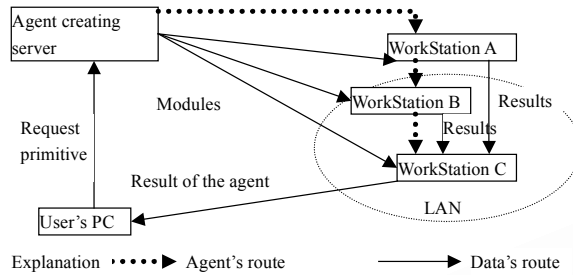 Agent creating
server
WorkStation A
Modules
WorkStation B
Results
Results
Request
primitive
WorkStation C
Result of the agent
LAN
User's PC
Explanation
Agent's route
Data's route